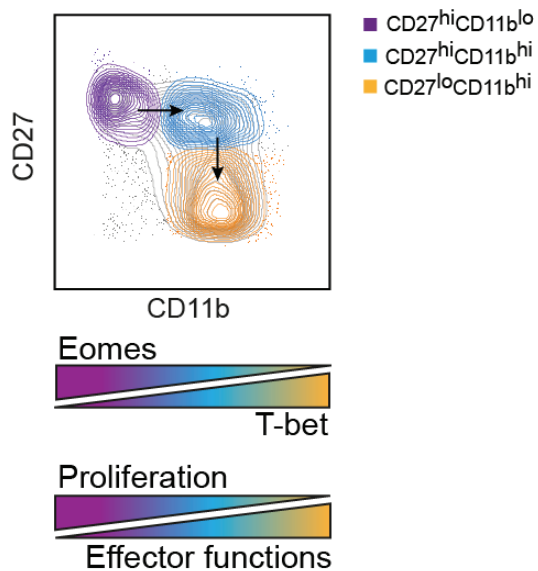 CD27hiCD11blo
CD27hiCD11bhi
CD27loCD11bhi
CD27
CD11b
Eomes
T-bet
Proliferation
Effector functions